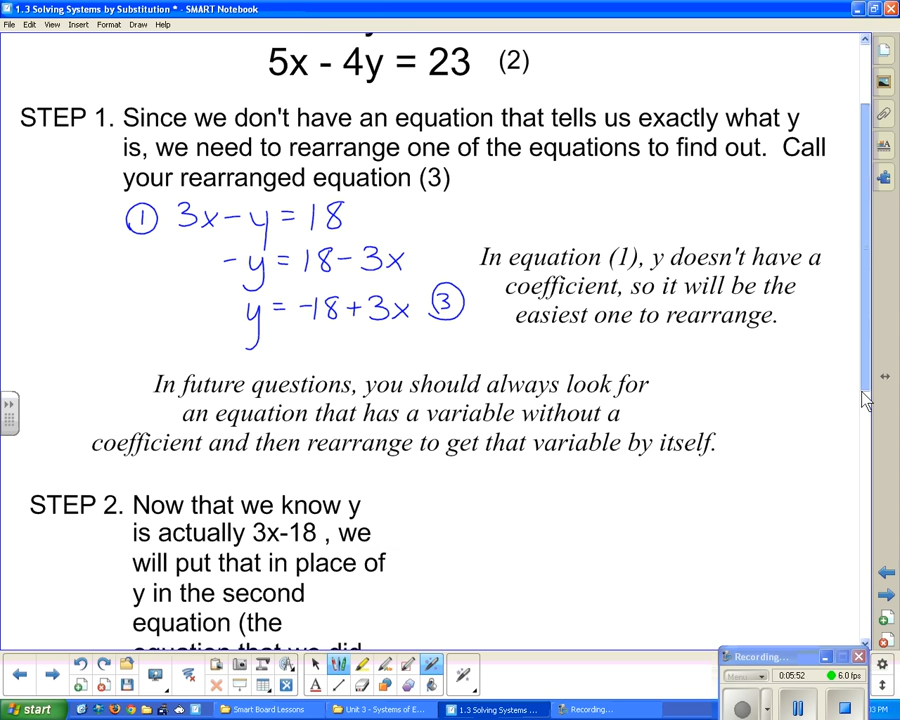 1. 3 Solving Systems by Substitution * - SMART Notebook
File Edit View Insert Format Draw Help
5x - 4y = 23 (2)
STEP 1. Since we don't have an equation that tells us exactly what y
is, we need to rearrange one of the equations to find out. Call
your rearranged equation (3)
① 3x - y = 18
- y = 18 - 3x
y = -18 + 3x ③
In equation (1), y doesn't have a
coefficient, so it will be the
easiest one to rearrange.
In future questions, you should always look for
an equation that has a variable without a
coefficient and then rearrange to get that variable by itself.
STEP 2. Now that we know y
is actually 3x-18 , we
will put that in place of
y in the second
equation (the
equation that we did
Recording...
Menu 0:05:52 6.0 fps
start Smart Board Lessons Unit 3 - Systems of E... 1.3 Solving Systems ... Recording... :03 PM